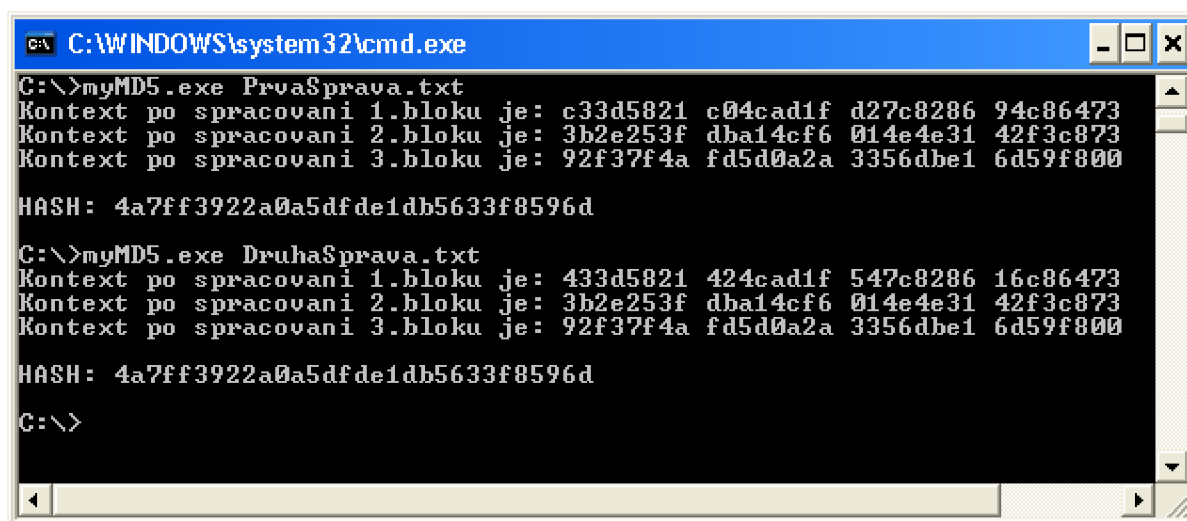 C:\WINDOWS\system32\cmd.exe
C:\>myMD5.exe PrvaSprava.txt
Kontext po spracovani 1.bloku je: c33d5821 c04cad1f d27c8286 94c86473
Kontext po spracovani 2.bloku je: 3b2e253f dba14cf6 014e4e31 42f3c873
Kontext po spracovani 3.bloku je: 92f37f4a fd5d0a2a 3356dbe1 6d59f800
HASH: 4a7ff3922a0a5dfde1db5633f8596d
C:\>myMD5.exe DruhaSprava.txt
Kontext po spracovani 1.bloku je: 433d5821 424cad1f 547c8286 16c86473
Kontext po spracovani 2.bloku je: 3b2e253f dba14cf6 014e4e31 42f3c873
Kontext po spracovani 3.bloku je: 92f37f4a fd5d0a2a 3356dbe1 6d59f800
HASH: 4a7ff3922a0a5dfde1db5633f8596d
C:\>